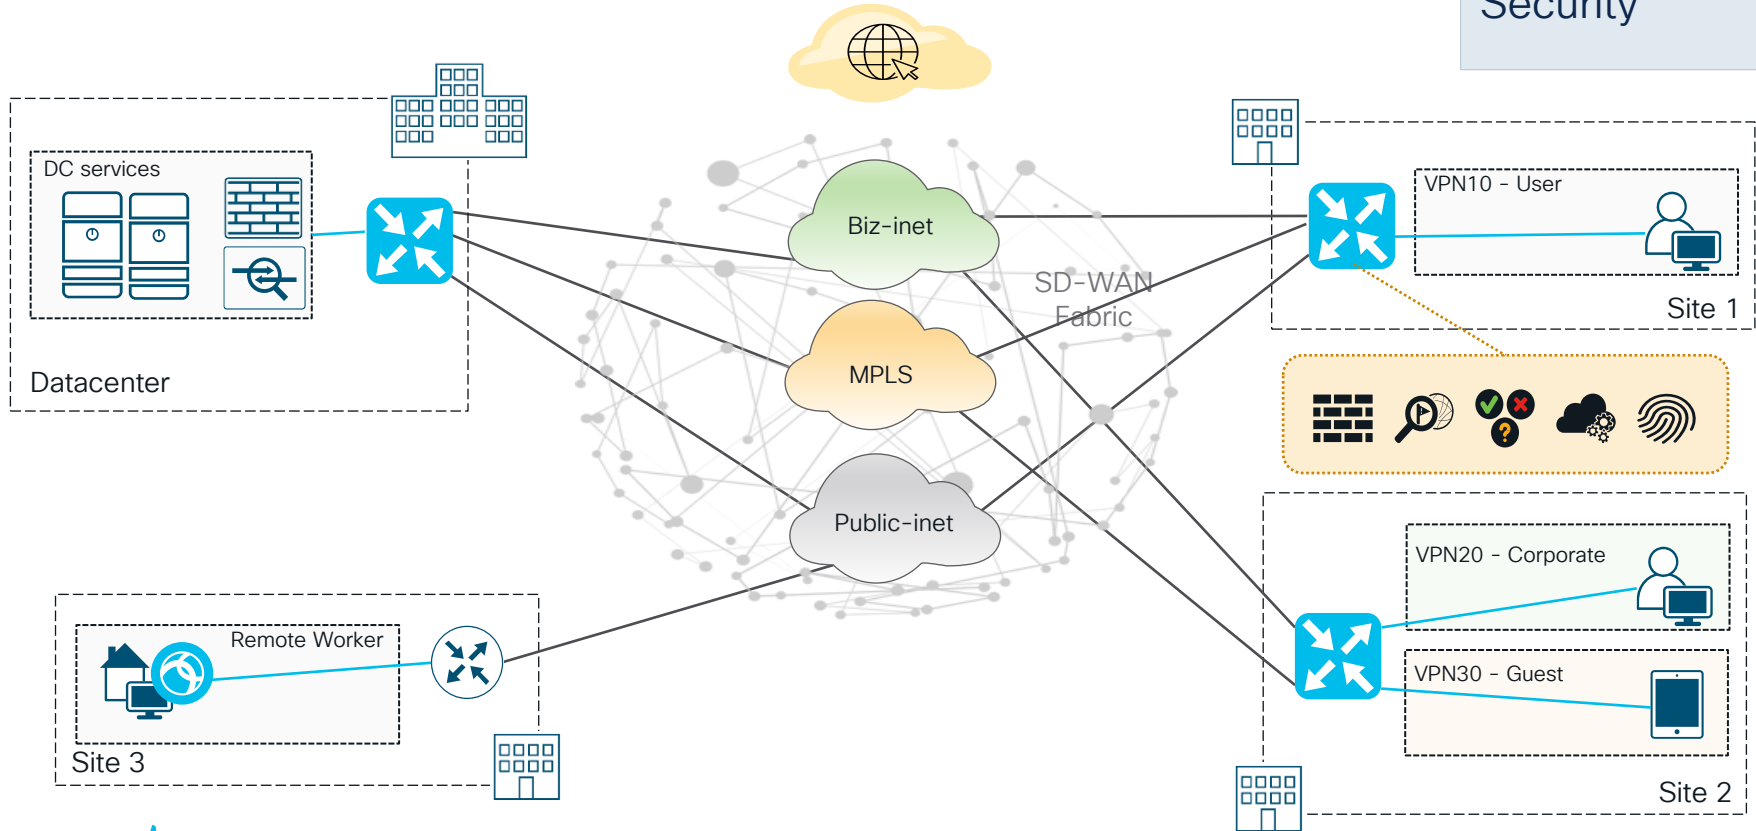 Security
DC services
Datacenter
Biz-inet
MPLS
Public-inet
SD-WAN
Fabric
VPN10 - User
Site 1
VPN20 - Corporate
VPN30 - Guest
Site 2
Remote Worker
Site 3